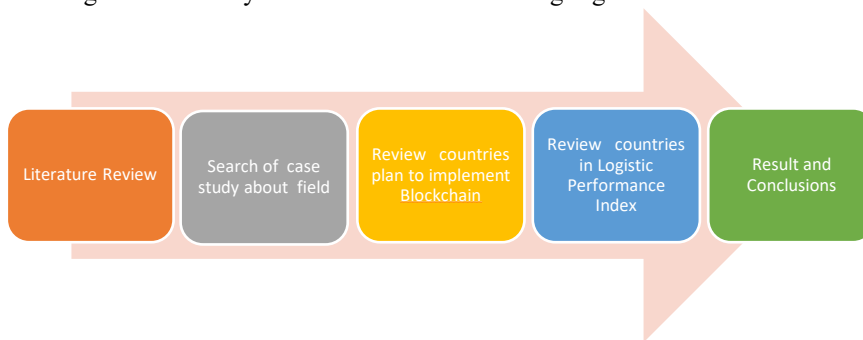 Literature Review
Search of case
study about field
Review countries
plan to implement
Blockchain
Review countries
in Logistic
Performance
Index
Result and
Conclusions